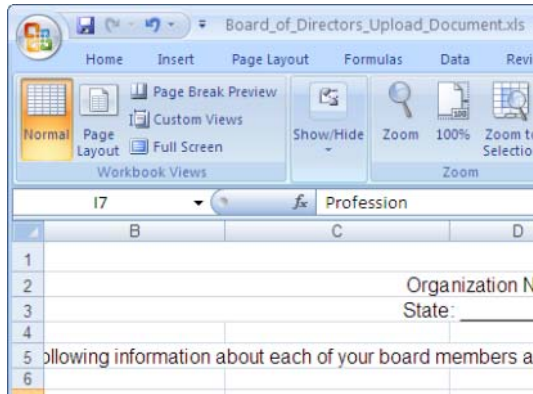 Board_of_Directors_Upload_Document.xls
Home Insert Page Layout Formulas Data
Normal Page Layout Page Break Preview
Custom Views
Full Screen
Show/Hide Zoom 100% Zoom to
Workbook Views Zoom
I7 fx Profession
B C D
1
2 Organization N
3 State:
4
5 ollowing information about each of your board members a
6